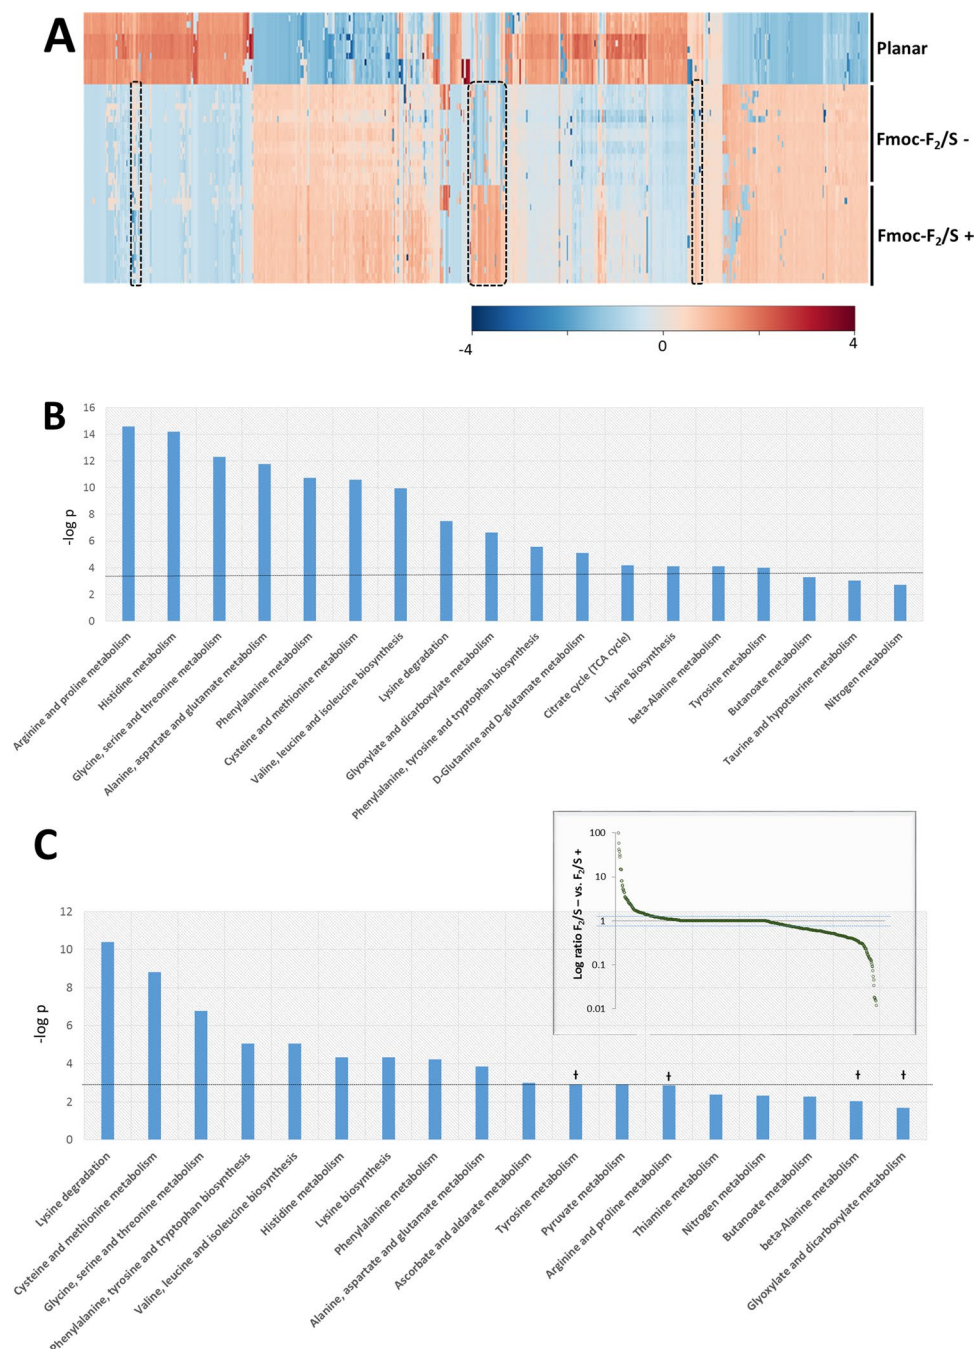 A
Planar
Fmoc-F₂/S -
Fmoc-F₂/S +
-4
0
4
B
16
14
12
10
8
6
4
2
0
-log p
Arginine and proline metabolism
Histidine metabolism
Glycine, serine and threonine metabolism
Alanine, aspartate and glutamate metabolism
Phenylalanine metabolism
Cysteine and methionine metabolism
Valine, leucine and isoleucine biosynthesis
Lysine degradation
Glyoxylate and dicarboxylate metabolism
Phenylalanine, tyrosine and tryptophan biosynthesis
D-Glutamine and D-glutamate metabolism
Citrate cycle (TCA cycle)
Lysine biosynthesis
beta-Alanine metabolism
Tyrosine metabolism
Butanoate metabolism
Taurine and hypotaurine metabolism
Nitrogen metabolism
C
100
10
1
0.1
0.01
Log ratio F₂/S – vs. F₂/S +
12
10
8
6
4
2
0
-log p
†
†
†
†
Lysine degradation
Cysteine and methionine metabolism
Glycine, serine and threonine metabolism
Phenylalanine, tyrosine and tryptophan biosynthesis
Valine, leucine and isoleucine biosynthesis
Histidine metabolism
Lysine biosynthesis
Phenylalanine metabolism
Alanine, aspartate and glutamate metabolism
Ascorbate and aldarate metabolism
Tyrosine metabolism
Pyruvate metabolism
Arginine and proline metabolism
Thiamine metabolism
Nitrogen metabolism
Butanoate metabolism
beta-Alanine metabolism
Glyoxylate and dicarboxylate metabolism